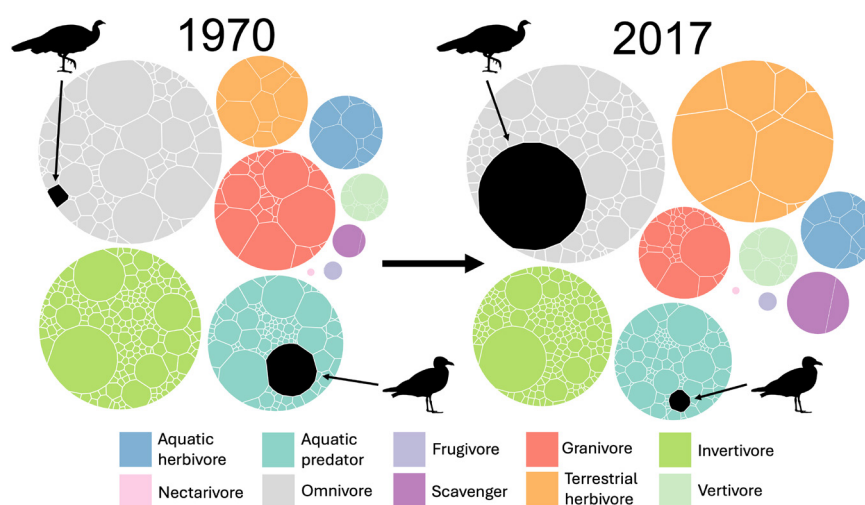 1970
2017
Aquatic
herbivore
Aquatic
predator
Frugivore
Granivore
Invertivore
Nectarivore
Omnivore
Scavenger
Terrestrial
herbivore
Vertivore